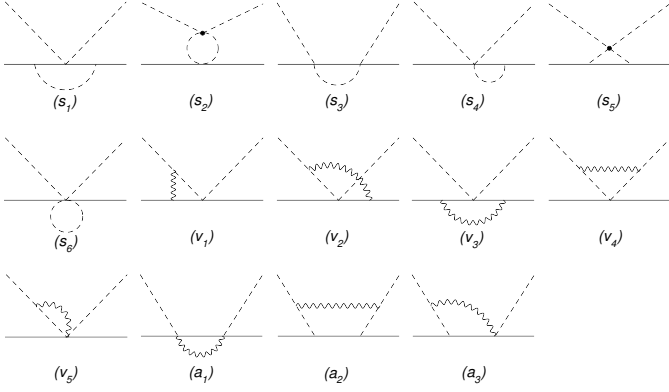 (s1) (s2) (s3) (s4) (s5)
(s6) (v1) (v2) (v3) (v4)
(v5) (a1) (a2) (a3)